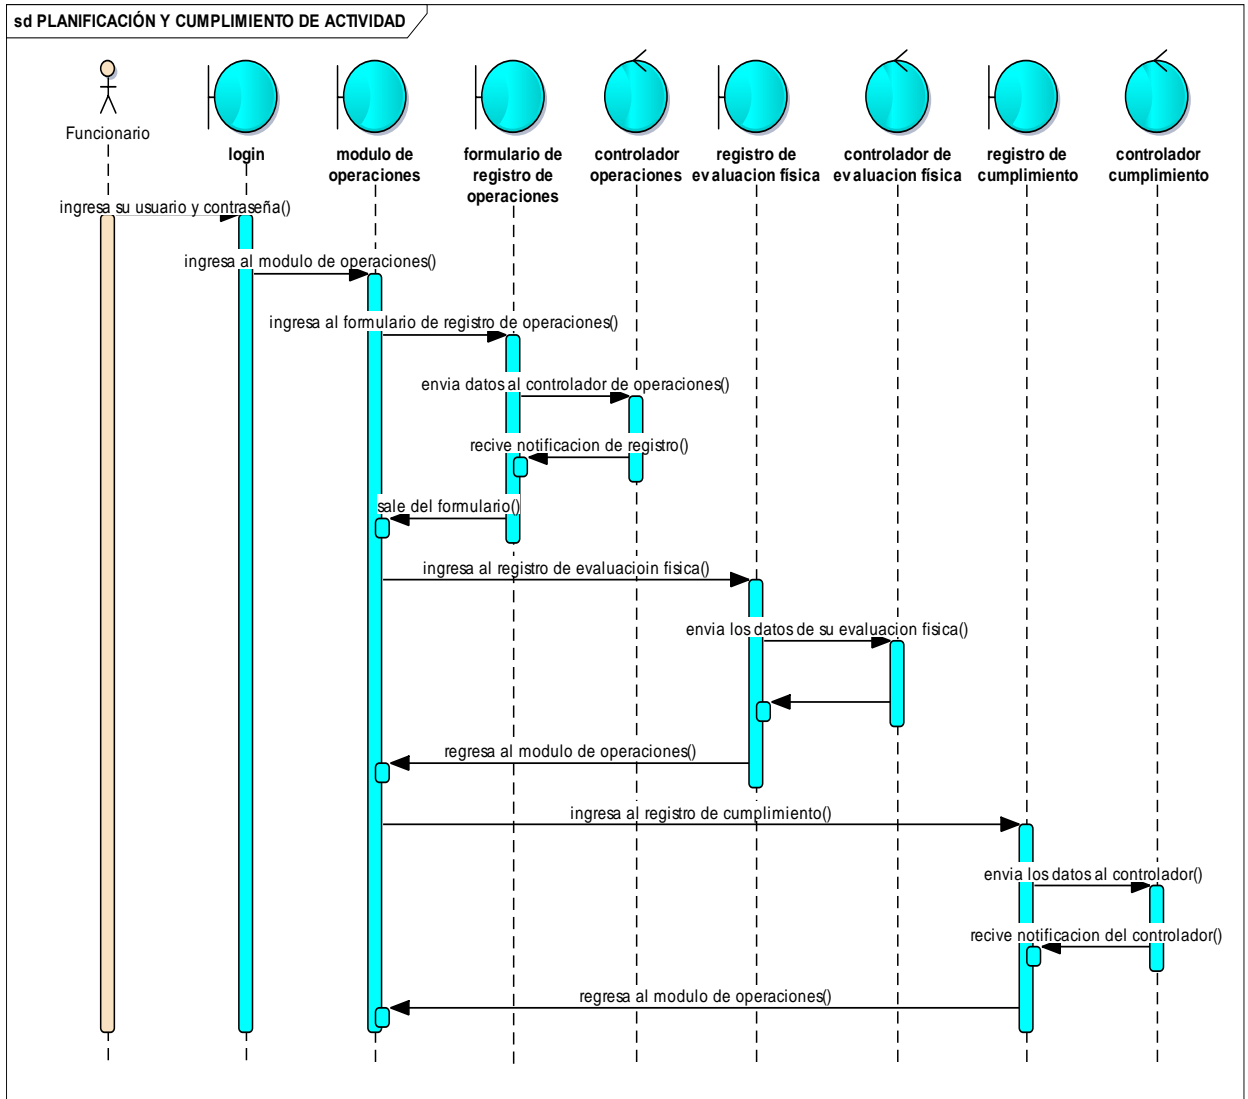 sd PLANIFICACIÓN Y CUMPLIMIENTO DE ACTIVIDAD
Funcionario
login
modulo de
operaciones
formulario de
registro de
operaciones
controlador
operaciones
registro de
evaluacion física
controlador de
evaluacion física
registro de
cumplimiento
controlador
cumplimiento
ingresa su usuario y contraseña()
ingresa al modulo de operaciones()
ingresa al formulario de registro de operaciones()
envia datos al controlador de operaciones()
recive notificacion de registro()
sale del formulario()
ingresa al registro de evaluacioin fisica()
envia los datos de su evaluacion fisica()
regresa al modulo de operaciones()
ingresa al registro de cumplimiento()
envia los datos al controlador()
recive notificacion del controlador()
regresa al modulo de operaciones()